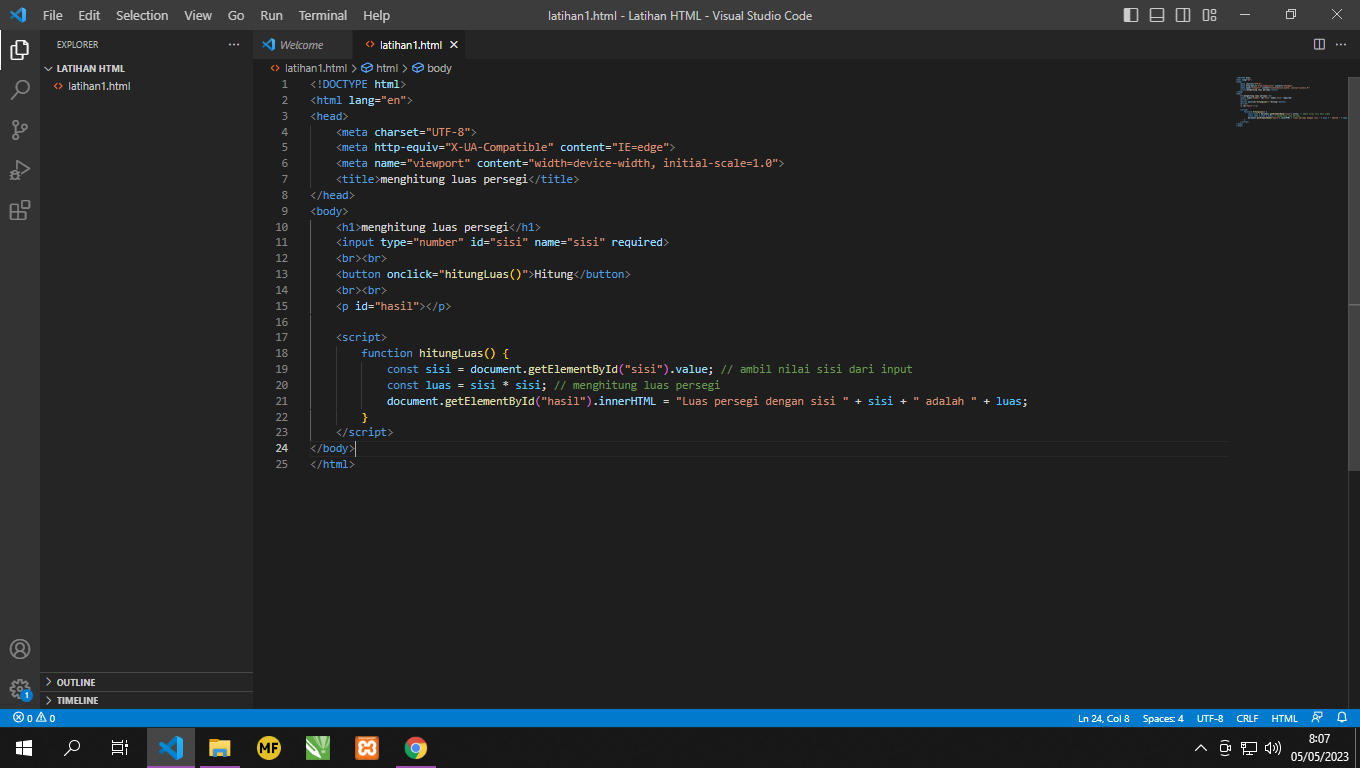 File Edit Selection View Go Run Terminal Help
latihan1.html - Latihan HTML - Visual Studio Code
EXPLORER
LATIHAN HTML
latihan1.html
Welcome
latihan1.html
latihan1.html > html > body
1 <!DOCTYPE html>
2 <html lang="en">
3 <head>
4 <meta charset="UTF-8">
5 <meta http-equiv="X-UA-Compatible" content="IE=edge">
6 <meta name="viewport" content="width=device-width, initial-scale=1.0">
7 <title>menghitung luas persegi</title>
8 </head>
9 <body>
10 <h1>menghitung luas persegi</h1>
11 <input type="number" id="sisi" name="sisi" required>
12 <br><br>
13 <button onclick="hitungLuas()">Hitung</button>
14 <br><br>
15 <p id="hasil"></p>
16
17 <script>
18 function hitungLuas() {
19 const sisi = document.getElementById("sisi").value; // ambil nilai sisi dari input
20 const luas = sisi * sisi; // menghitung luas persegi
21 document.getElementById("hasil").innerHTML = "Luas persegi dengan sisi " + sisi + " adalah " + luas;
22 }
23 </script>
24 </body>
25 </html>
OUTLINE
TIMELINE
1
0 0
Ln 24, Col 8 Spaces: 4 UTF-8 CRLF HTML
MF
8:07
05/05/2023